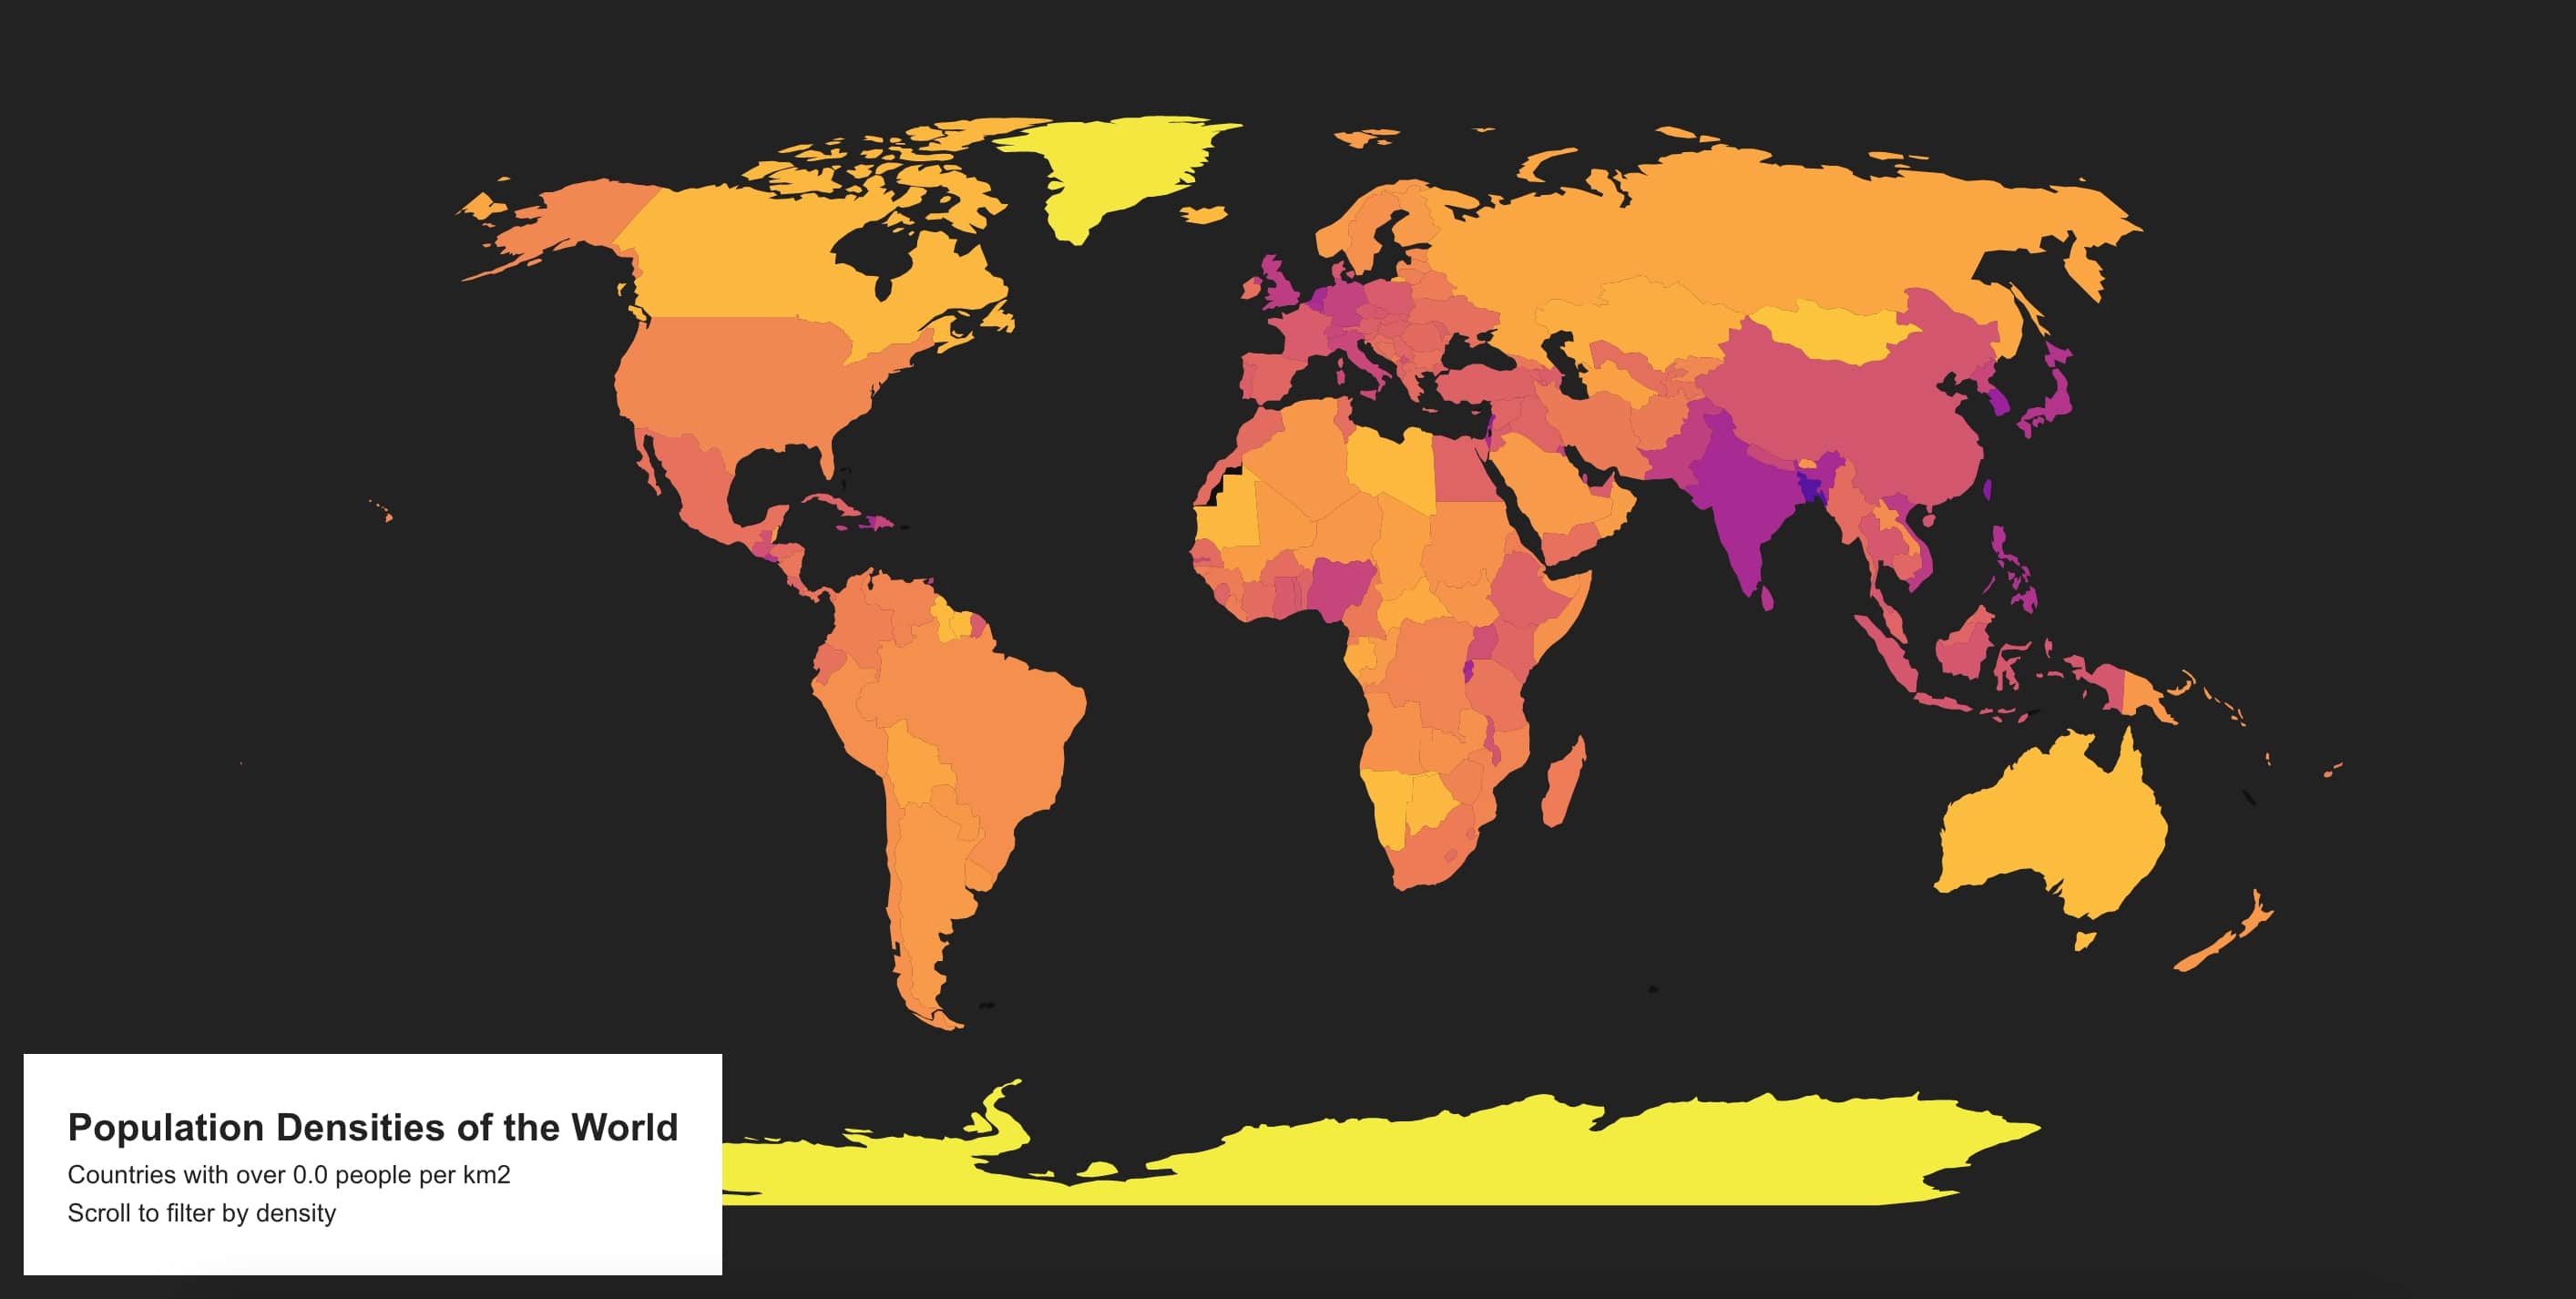 Population Densities of the World
Countries with over 0.0 people per km2
Scroll to filter by density